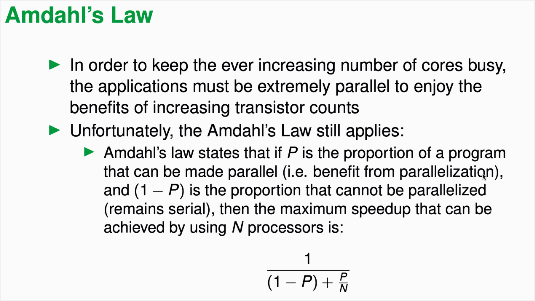 Amdahl's Law
▶ In order to keep the ever increasing number of cores busy,
the applications must be extremely parallel to enjoy the
benefits of increasing transistor counts
▶ Unfortunately, the Amdahl's Law still applies:
▶ Amdahl's law states that if P is the proportion of a program
that can be made parallel (i.e. benefit from parallelization),
and (1 − P) is the proportion that cannot be parallelized
(remains serial), then the maximum speedup that can be
achieved by using N processors is:
1
(1 − P) + P/N